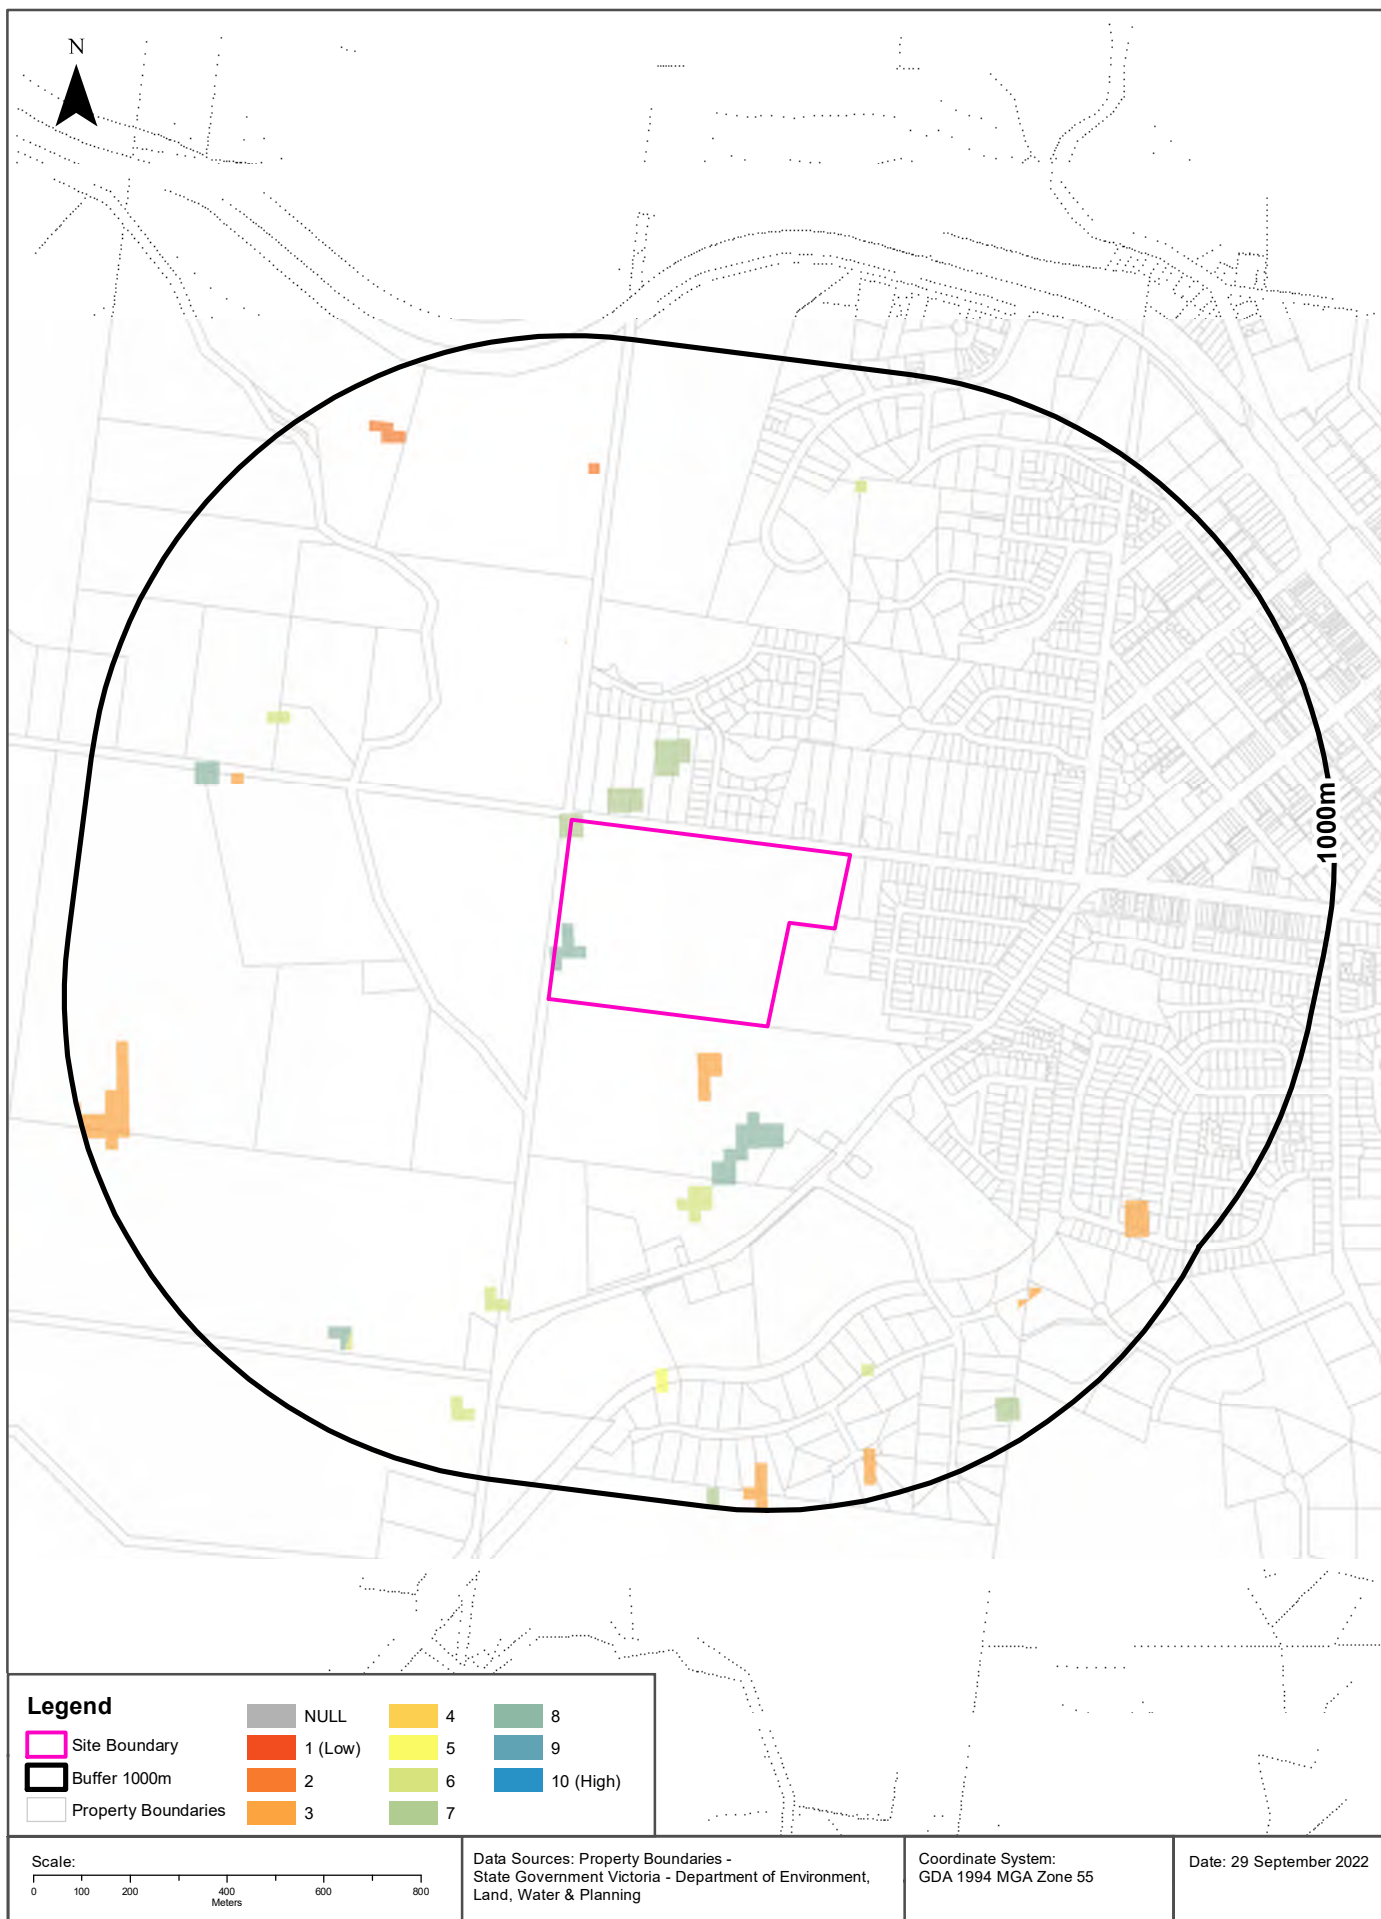 N
1000m
Legend
Site Boundary
Buffer 1000m
Property Boundaries
NULL
1 (Low)
2
3
4
5
6
7
8
9
10 (High)
Scale:
0 100 200 400 600 800
Meters
Data Sources: Property Boundaries -
State Government Victoria - Department of Environment,
Land, Water & Planning
Coordinate System:
GDA 1994 MGA Zone 55
Date: 29 September 2022